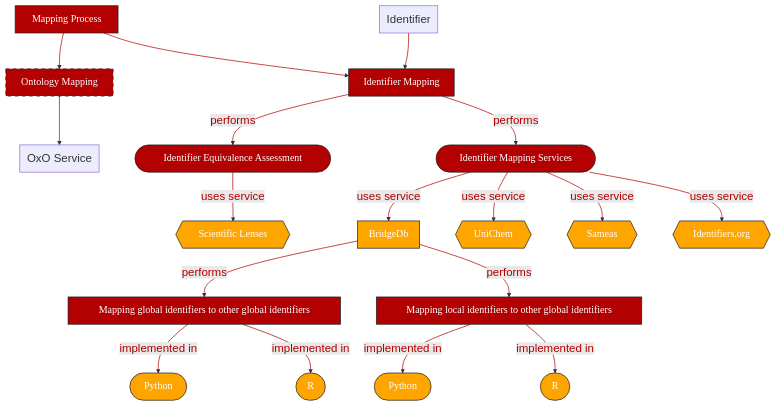 Mapping Process
Identifier
Ontology Mapping
Identifier Mapping
performs
performs
OxO Service
Identifier Equivalence Assessment
Identifier Mapping Services
uses service
uses service
uses service
uses service
uses service
Scientific Lenses
BridgeDb
UniChem
Sameas
Identifiers.org
performs
performs
Mapping global identifiers to other global identifiers
Mapping local identifiers to other global identifiers
implemented in
implemented in
implemented in
implemented in
Python
R
Python
R